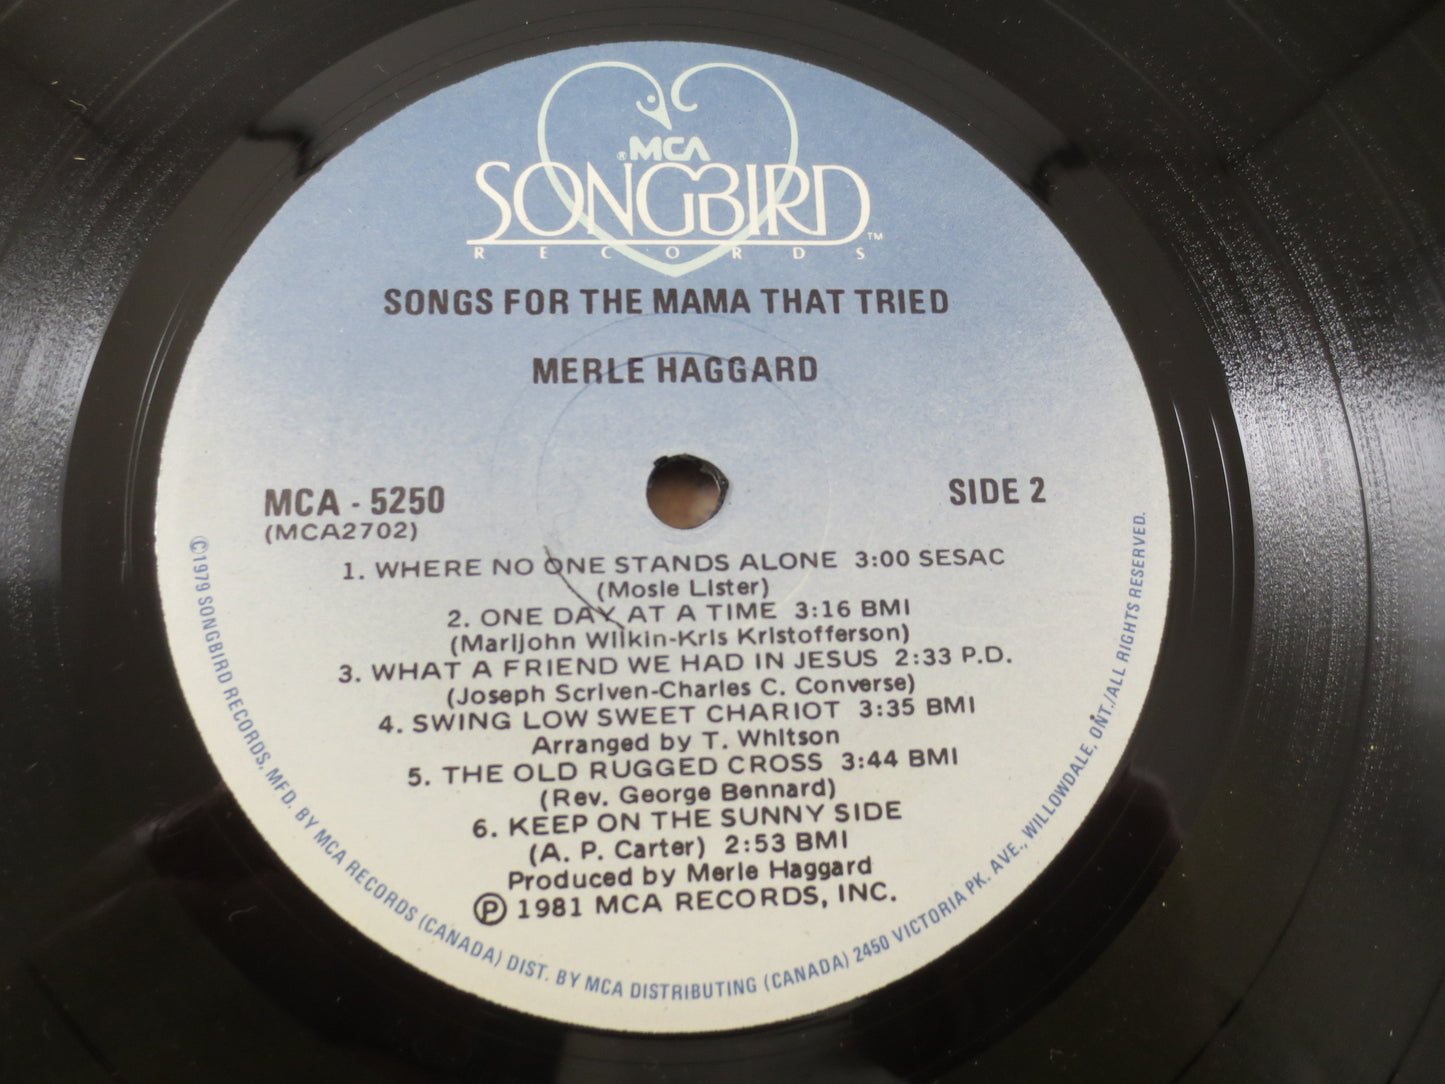 ® MCA
SONGBIRD ™
RECORDS
SONGS FOR THE MAMA THAT TRIED
MERLE HAGGARD
MCA - 5250
(MCA2702)
SIDE 2
1. WHERE NO ONE STANDS ALONE 3:00 SESAC
(Mosie Lister)
2. ONE DAY AT A TIME 3:16 BMI
(Marijohn Wilkin-Kris Kristofferson)
3. WHAT A FRIEND WE HAD IN JESUS 2:33 P.D.
(Joseph Scriven-Charles C. Converse)
4. SWING LOW SWEET CHARIOT 3:35 BMI
Arranged by T. Whitson
5. THE OLD RUGGED CROSS 3:44 BMI
(Rev. George Bennard)
6. KEEP ON THE SUNNY SIDE
(A. P. Carter) 2:53 BMI
Produced by Merle Haggard
℗ 1981 MCA RECORDS, INC.
©1979 SONGBIRD RECORDS, MFD. BY MCA RECORDS (CANADA) DIST. BY MCA DISTRIBUTING (CANADA) 2450 VICTORIA PK. AVE., WILLOWDALE, ONT./ALL RIGHTS RESERVED.